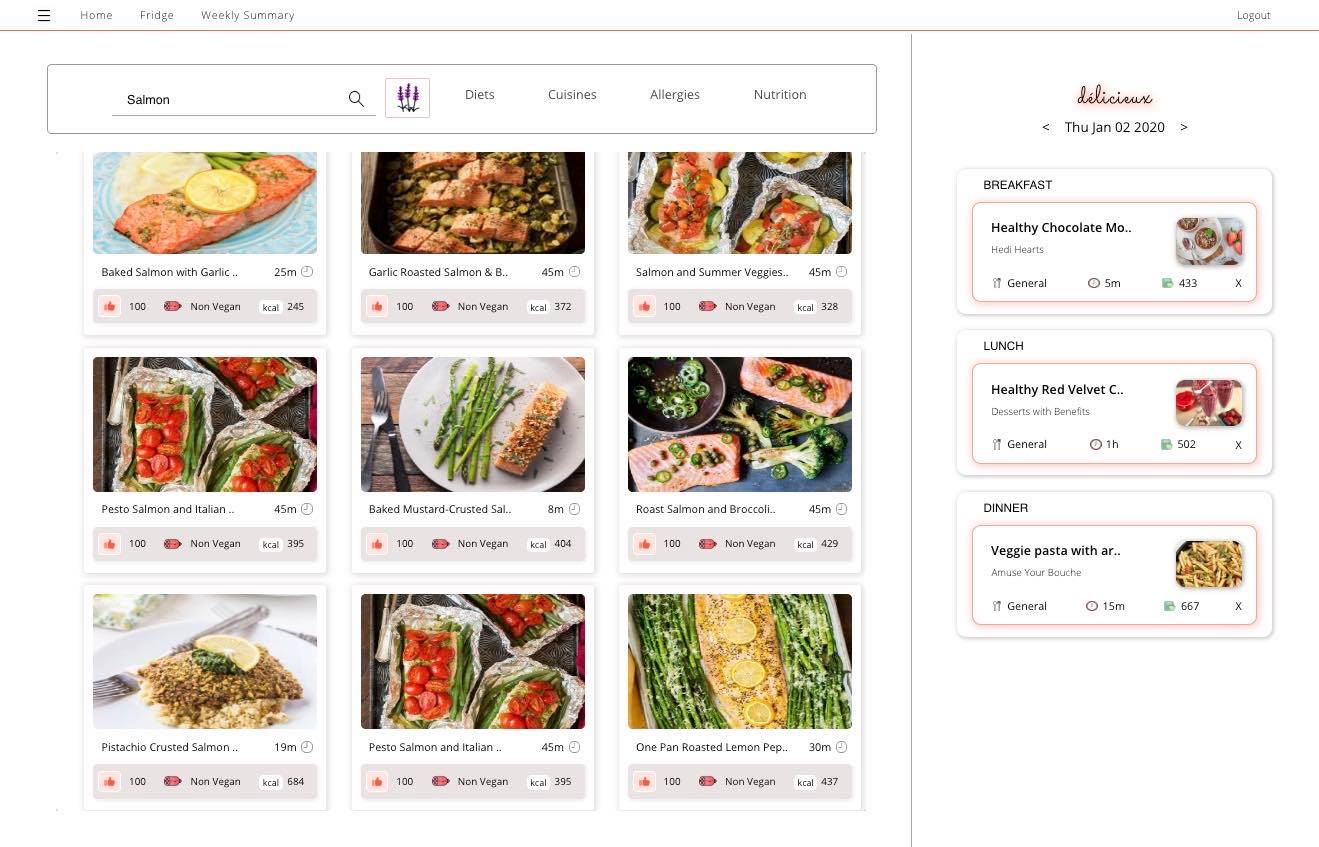 Home Fridge Weekly Summary Logout
Salmon Diets Cuisines Allergies Nutrition
Baked Salmon with Garlic .. 25m
100 Non Vegan kcal 245
Garlic Roasted Salmon & B.. 45m
100 Non Vegan kcal 372
Salmon and Summer Veggies.. 45m
100 Non Vegan kcal 328
Pesto Salmon and Italian .. 45m
100 Non Vegan kcal 395
Baked Mustard-Crusted Sal.. 8m
100 Non Vegan kcal 404
Roast Salmon and Broccoli.. 45m
100 Non Vegan kcal 429
Pistachio Crusted Salmon .. 19m
100 Non Vegan kcal 684
Pesto Salmon and Italian .. 45m
100 Non Vegan kcal 395
One Pan Roasted Lemon Pep.. 30m
100 Non Vegan kcal 437
délicieux
< Thu Jan 02 2020 >
BREAKFAST
Healthy Chocolate Mo..
Hedi Hearts
General 5m 433 X
LUNCH
Healthy Red Velvet C..
Desserts with Benefits
General 1h 502 X
DINNER
Veggie pasta with ar..
Amuse Your Bouche
General 15m 667 X